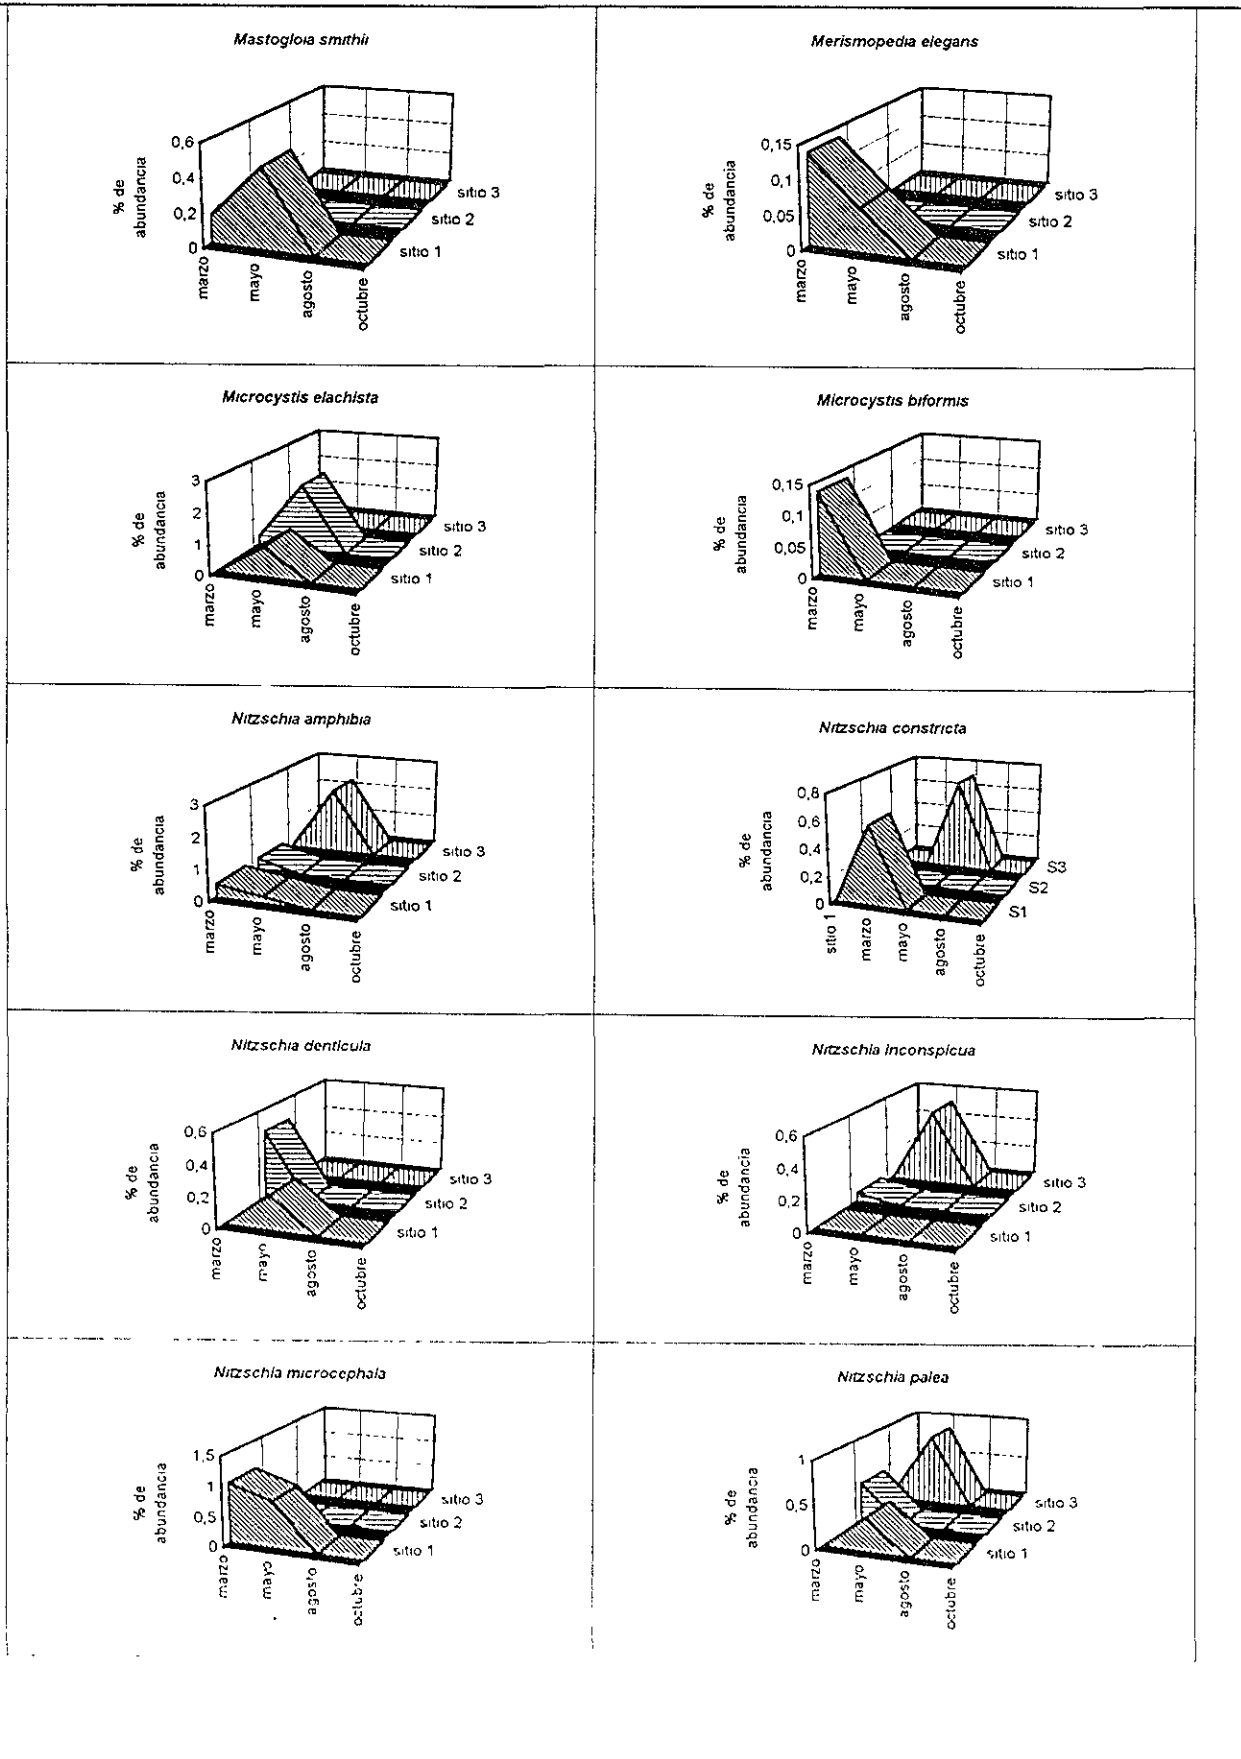 Mastogloia smithii
% de
abundancia
0,6
0,4
0,2
0
marzo
mayo
agosto
octubre
sitio 1
sitio 2
sitio 3
Merismopedia elegans
% de
abundancia
0,15
0,1
0,05
0
marzo
mayo
agosto
octubre
sitio 1
sitio 2
sitio 3
Microcystis elachista
% de
abundancia
3
2
1
0
marzo
mayo
agosto
octubre
sitio 1
sitio 2
sitio 3
Microcystis biformis
% de
abundancia
0,15
0,1
0,05
0
marzo
mayo
agosto
octubre
sitio 1
sitio 2
sitio 3
Nitzschia amphibia
% de
abundancia
3
2
1
0
marzo
mayo
agosto
octubre
sitio 1
sitio 2
sitio 3
Nitzschia constricta
% de
abundancia
0,8
0,6
0,4
0,2
0
sitio 1
marzo
mayo
agosto
octubre
S1
S2
S3
Nitzschia denticula
% de
abundancia
0,6
0,4
0,2
0
marzo
mayo
agosto
octubre
sitio 1
sitio 2
sitio 3
Nitzschia inconspicua
% de
abundancia
0,6
0,4
0,2
0
marzo
mayo
agosto
octubre
sitio 1
sitio 2
sitio 3
Nitzschia microcephala
% de
abundancia
1,5
1
0,5
0
marzo
mayo
agosto
octubre
sitio 1
sitio 2
sitio 3
Nitzschia palea
% de
abundancia
1
0,5
0
marzo
mayo
agosto
octubre
sitio 1
sitio 2
sitio 3